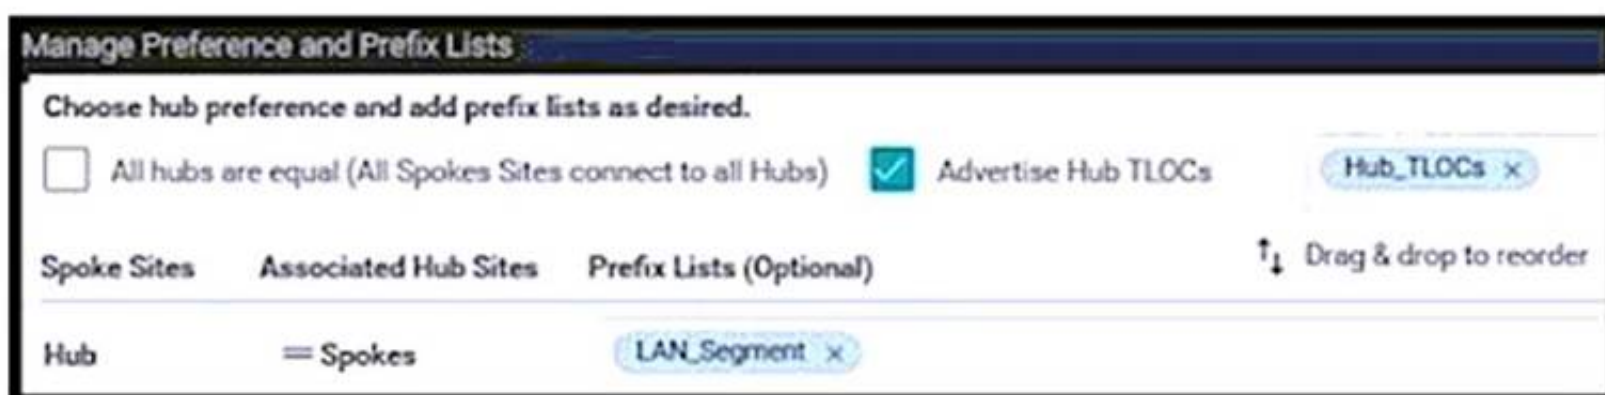 Manage Preference and Prefix Lists
Choose hub preference and add prefix lists as desired.
All hubs are equal (All Spokes Sites connect to all Hubs) Advertise Hub TLOCs Hub_TLOCs ×
Spoke Sites Associated Hub Sites Prefix Lists (Optional) Drag & drop to reorder
Hub Spokes LAN_Segment ×